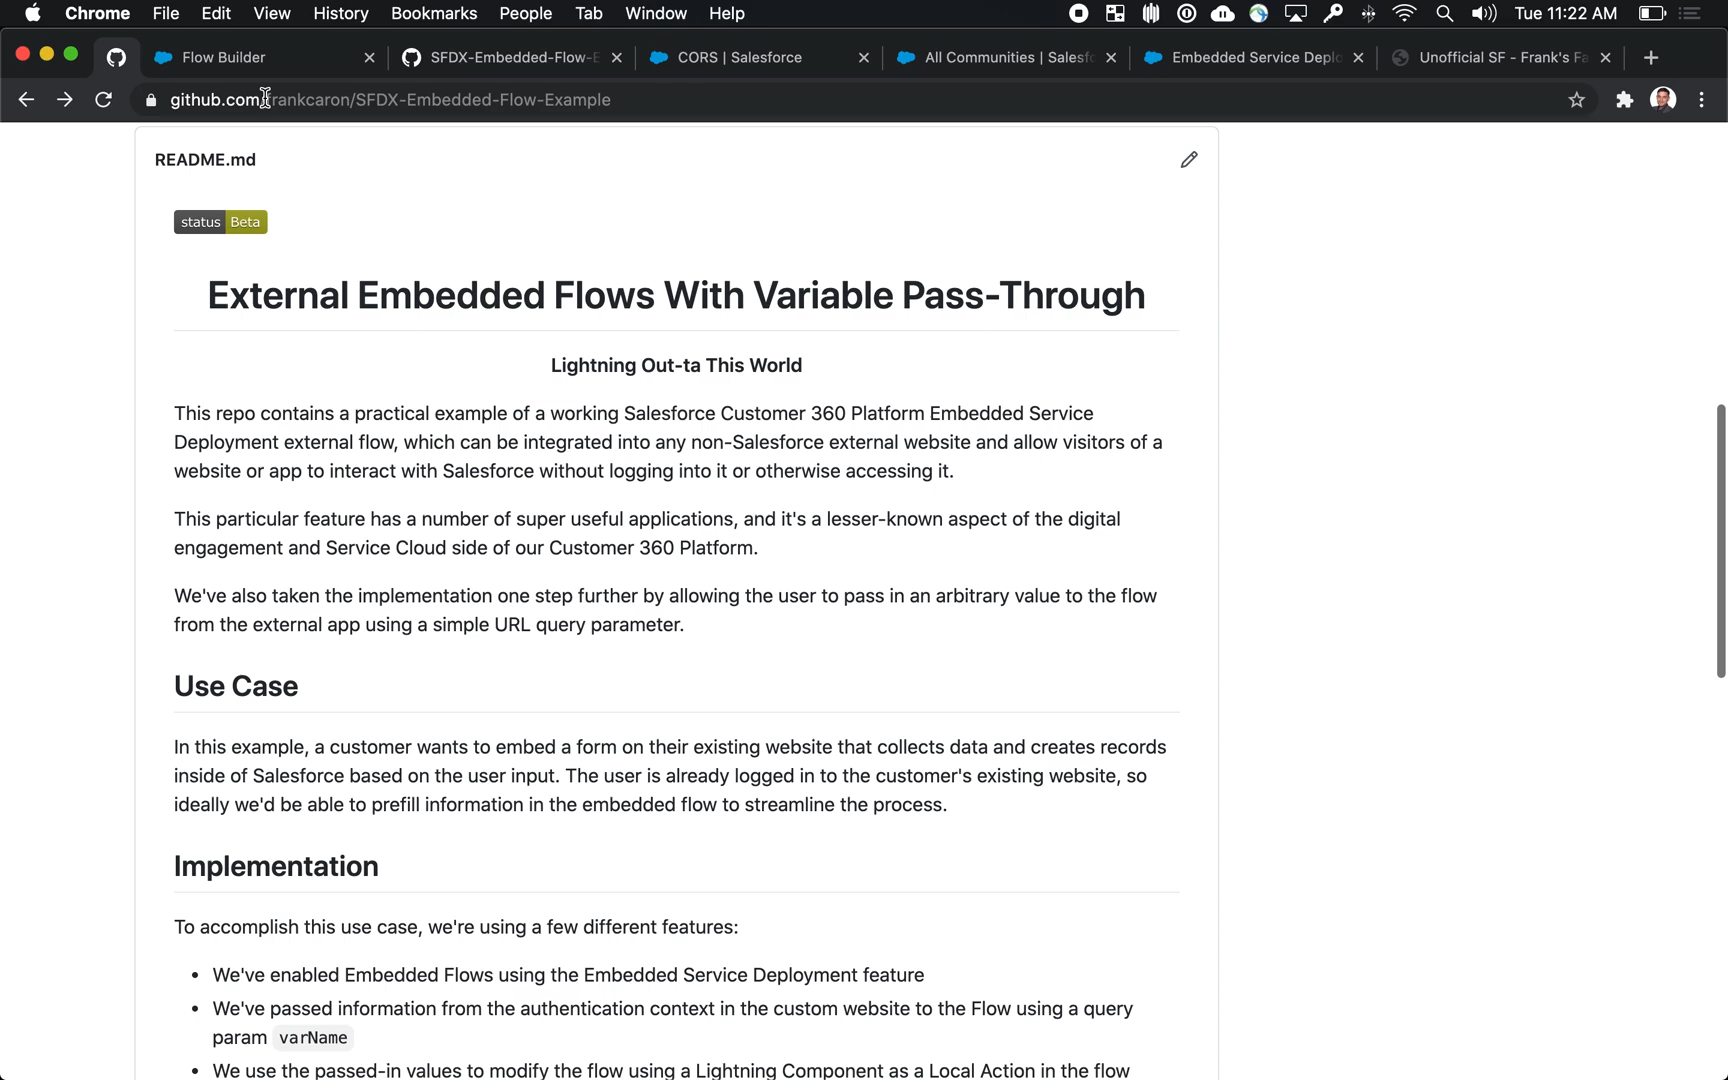 Chrome File Edit View History Bookmarks People Tab Window Help Tue 11:22 AM
Flow Builder SFDX-Embedded-Flow-E CORS | Salesforce All Communities | Salesfo Embedded Service Deplo Unofficial SF - Frank's Fa
github.com/frankcaron/SFDX-Embedded-Flow-Example
README.md
status Beta
External Embedded Flows With Variable Pass-Through
Lightning Out-ta This World
This repo contains a practical example of a working Salesforce Customer 360 Platform Embedded Service
Deployment external flow, which can be integrated into any non-Salesforce external website and allow visitors of a
website or app to interact with Salesforce without logging into it or otherwise accessing it.
This particular feature has a number of super useful applications, and it's a lesser-known aspect of the digital
engagement and Service Cloud side of our Customer 360 Platform.
We've also taken the implementation one step further by allowing the user to pass in an arbitrary value to the flow
from the external app using a simple URL query parameter.
Use Case
In this example, a customer wants to embed a form on their existing website that collects data and creates records
inside of Salesforce based on the user input. The user is already logged in to the customer's existing website, so
ideally we'd be able to prefill information in the embedded flow to streamline the process.
Implementation
To accomplish this use case, we're using a few different features:
• We've enabled Embedded Flows using the Embedded Service Deployment feature
• We've passed information from the authentication context in the custom website to the Flow using a query
param varName
• We use the passed-in values to modify the flow using a Lightning Component as a Local Action in the flow